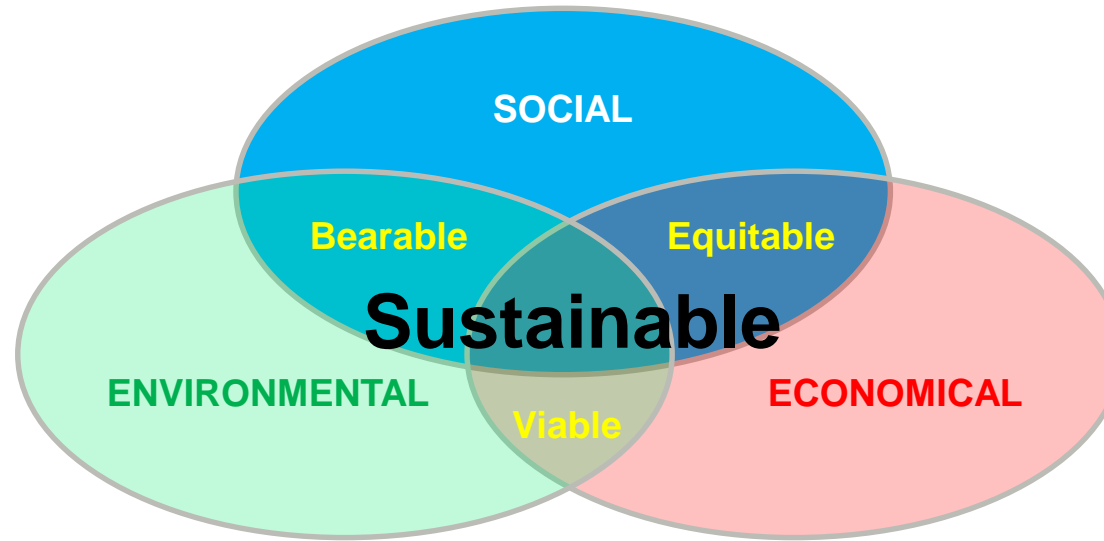 SOCIAL
Bearable
Equitable
Sustainable
ENVIRONMENTAL
ECONOMICAL
Viable